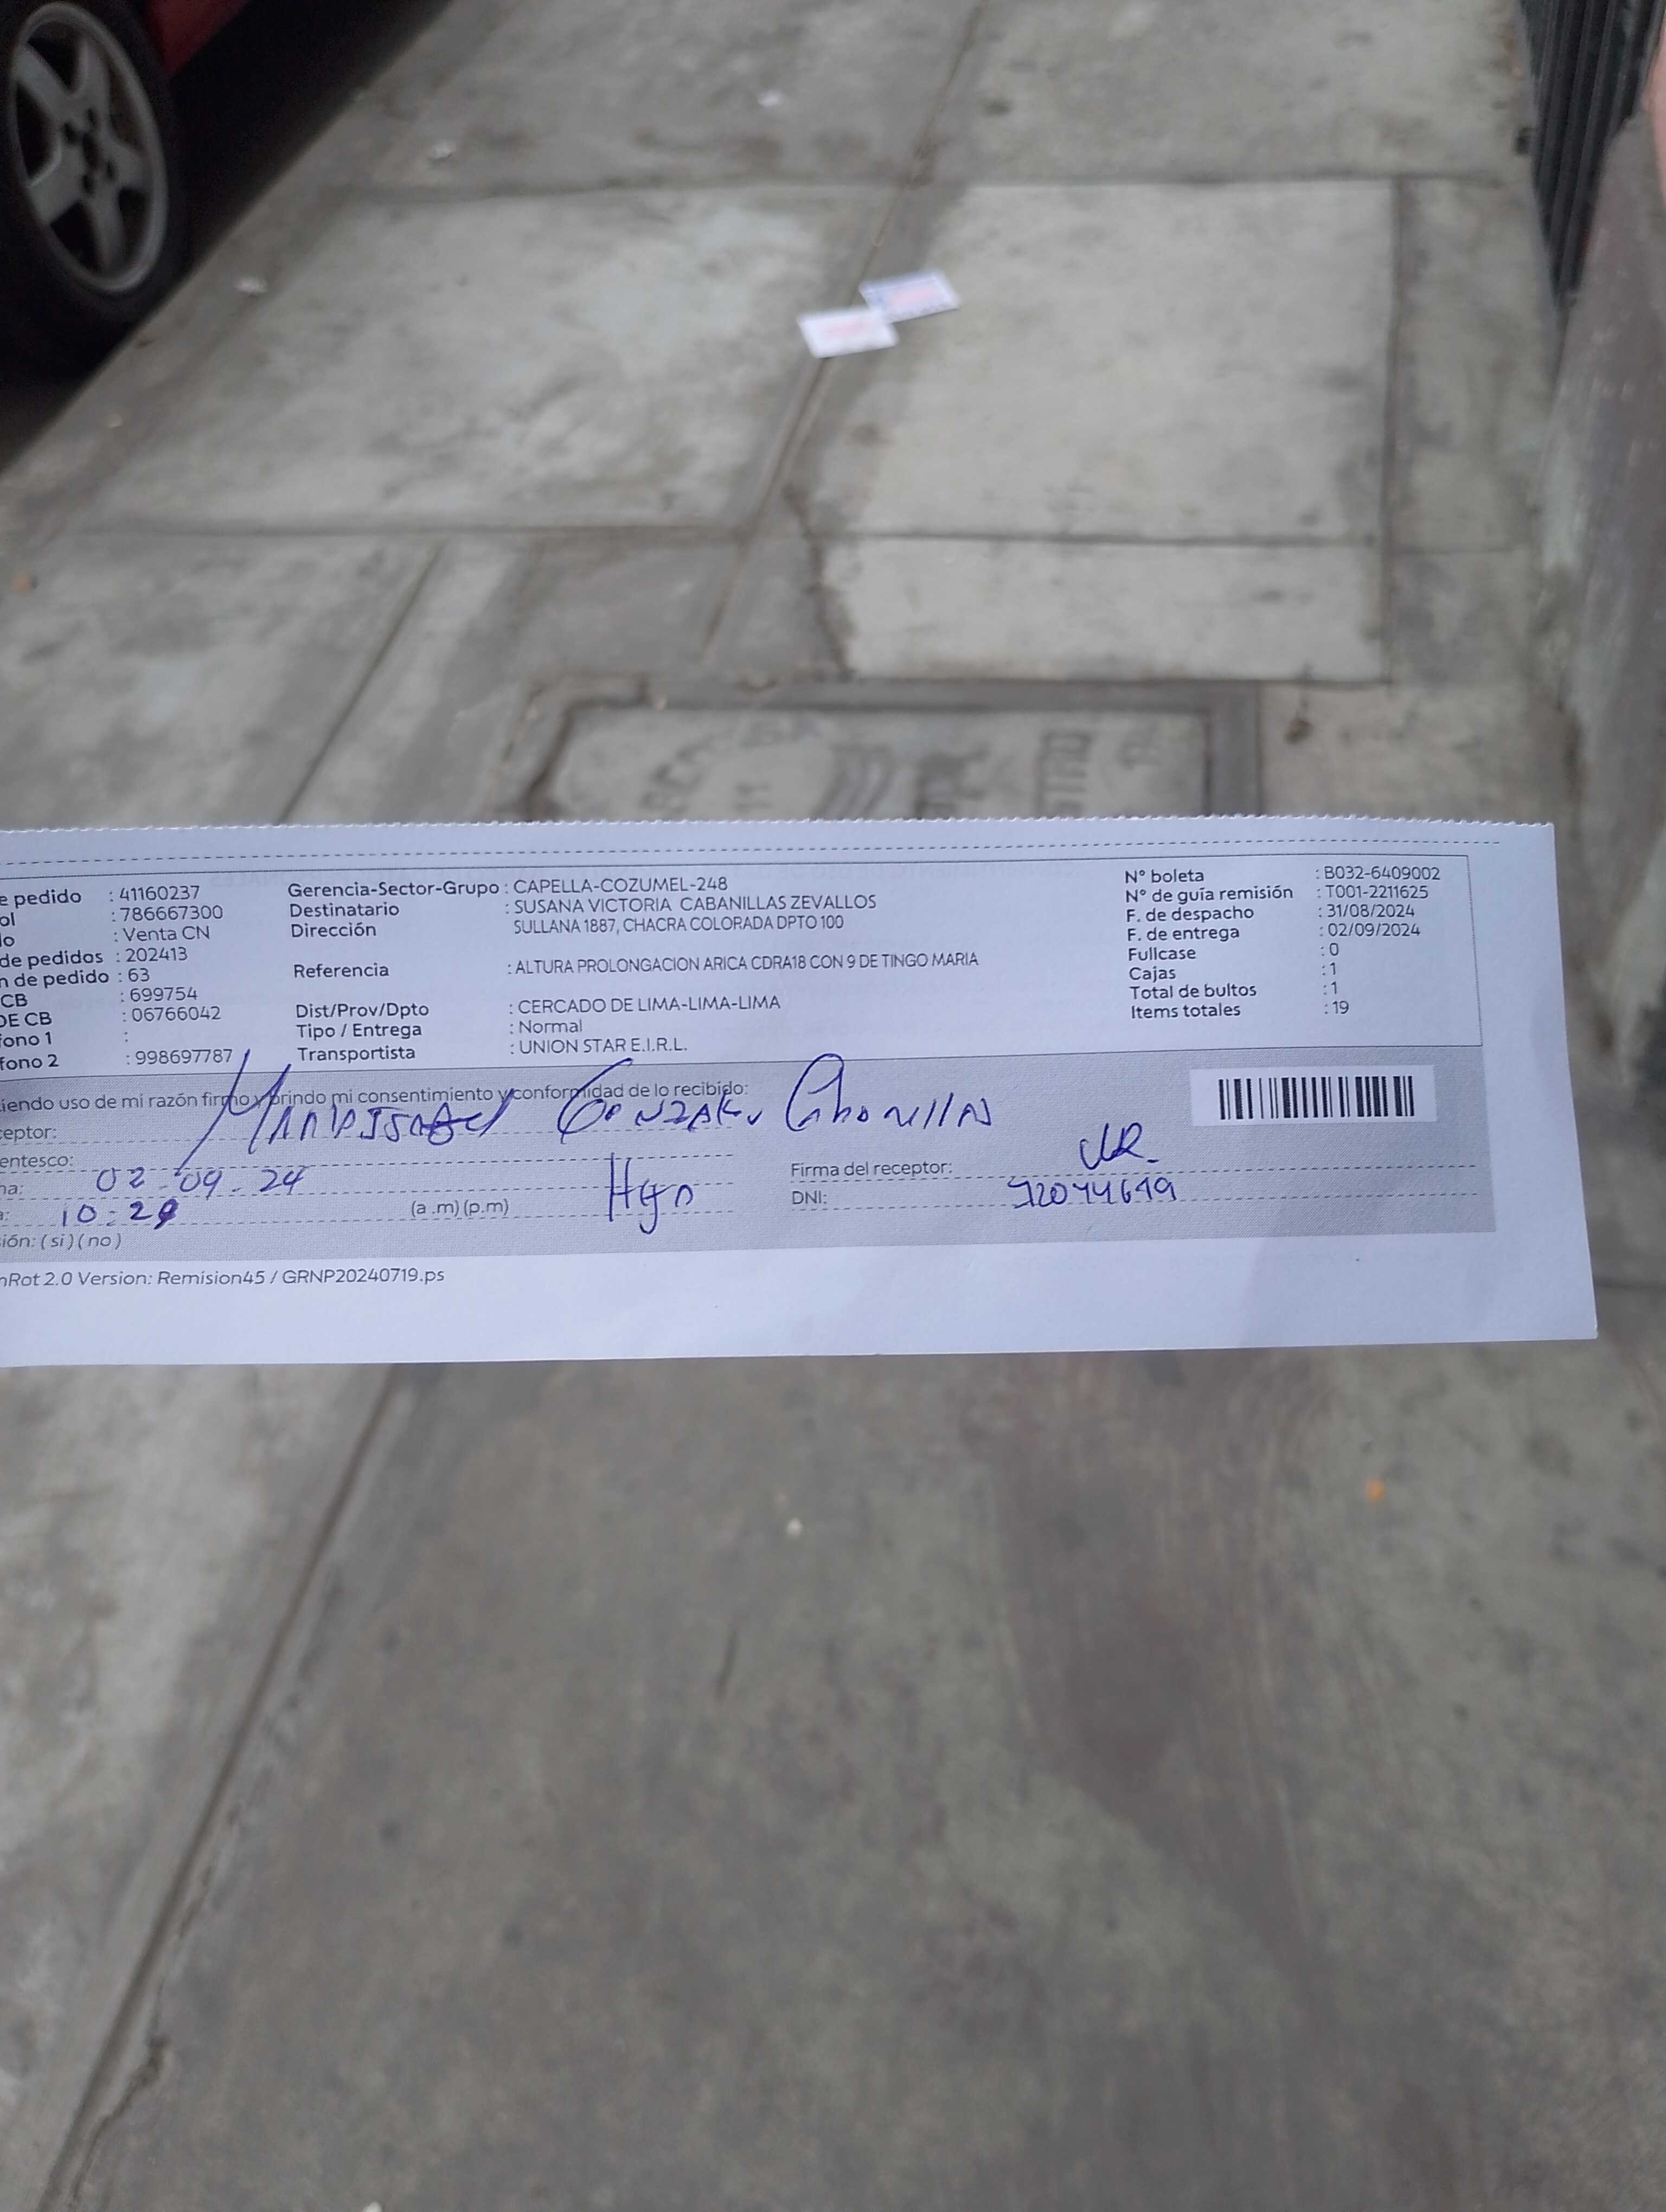 e pedido : 41160237
ol : 786667300
lo : Venta CN
de pedidos : 202413
n de pedido : 63
CB : 699754
DE CB : 06766042
fono 1 :
fono 2 : 998697787
Gerencia-Sector-Grupo : CAPELLA-COZUMEL-248
Destinatario : SUSANA VICTORIA CABANILLAS ZEVALLOS
Dirección SULLANA 1887, CHACRA COLORADA DPTO 100
Referencia : ALTURA PROLONGACION ARICA CDRA18 CON 9 DE TINGO MARIA
Dist/Prov/Dpto : CERCADO DE LIMA-LIMA-LIMA
Tipo / Entrega : Normal
Transportista : UNION STAR E.I.R.L.
N° boleta : B032-6409002
N° de guía remisión : T001-2211625
F. de despacho : 31/08/2024
F. de entrega : 02/09/2024
Fullcase : 0
Cajas : 1
Total de bultos : 1
Items totales : 19
iendo uso de mi razón firmo y brindo mi consentimiento y conformidad de lo recibido:
ceptor:
entesco:
ha: 02-09-24
a: 10:29 (a .m) (p.m)
Firma del receptor:
DNI:
ión: ( si ) ( no )
nRot 2.0 Version: Remision45 / GRNP20240719.ps